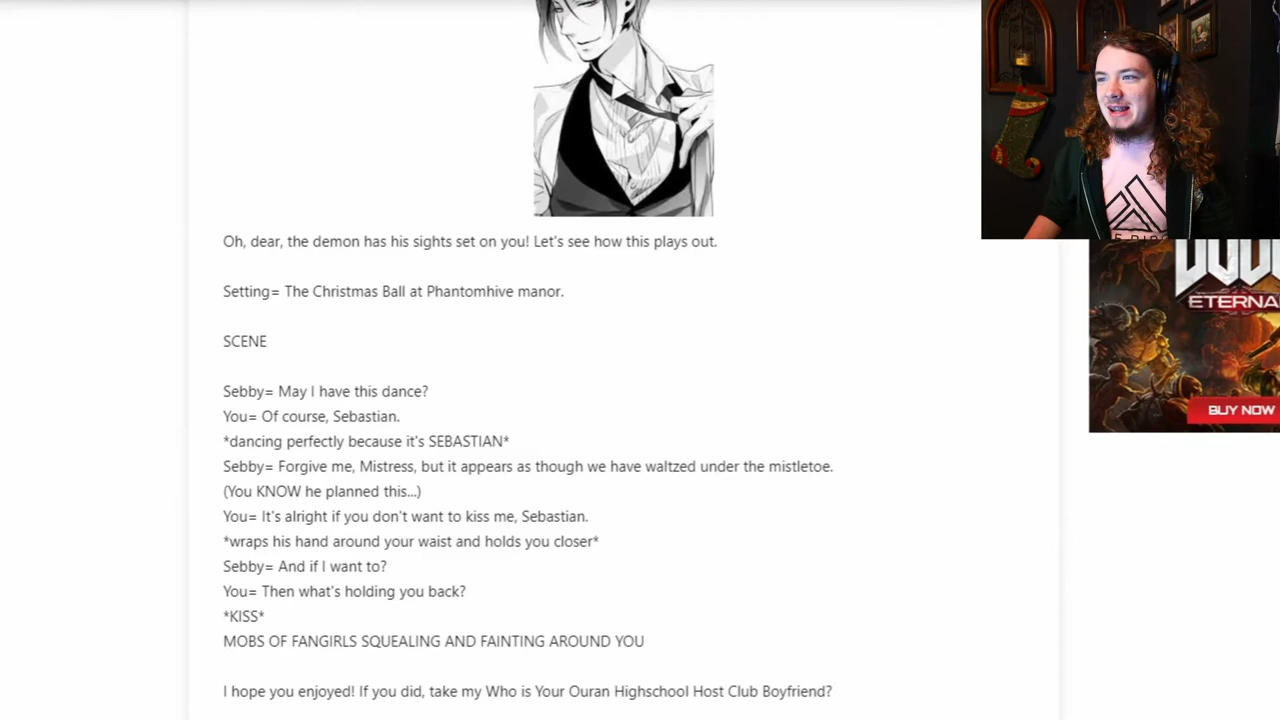 Oh, dear, the demon has his sights set on you! Let's see how this plays out.
Setting= The Christmas Ball at Phantomhive manor.
SCENE
Sebby= May I have this dance?
You= Of course, Sebastian.
*dancing perfectly because it's SEBASTIAN*
Sebby= Forgive me, Mistress, but it appears as though we have waltzed under the mistletoe.
(You KNOW he planned this...)
You= It's alright if you don't want to kiss me, Sebastian.
*wraps his hand around your waist and holds you closer*
Sebby= And if I want to?
You= Then what's holding you back?
*KISS*
MOBS OF FANGIRLS SQUEALING AND FAINTING AROUND YOU
I hope you enjoyed! If you did, take my Who is Your Ouran Highschool Host Club Boyfriend?
ETERNA
BUY NOW